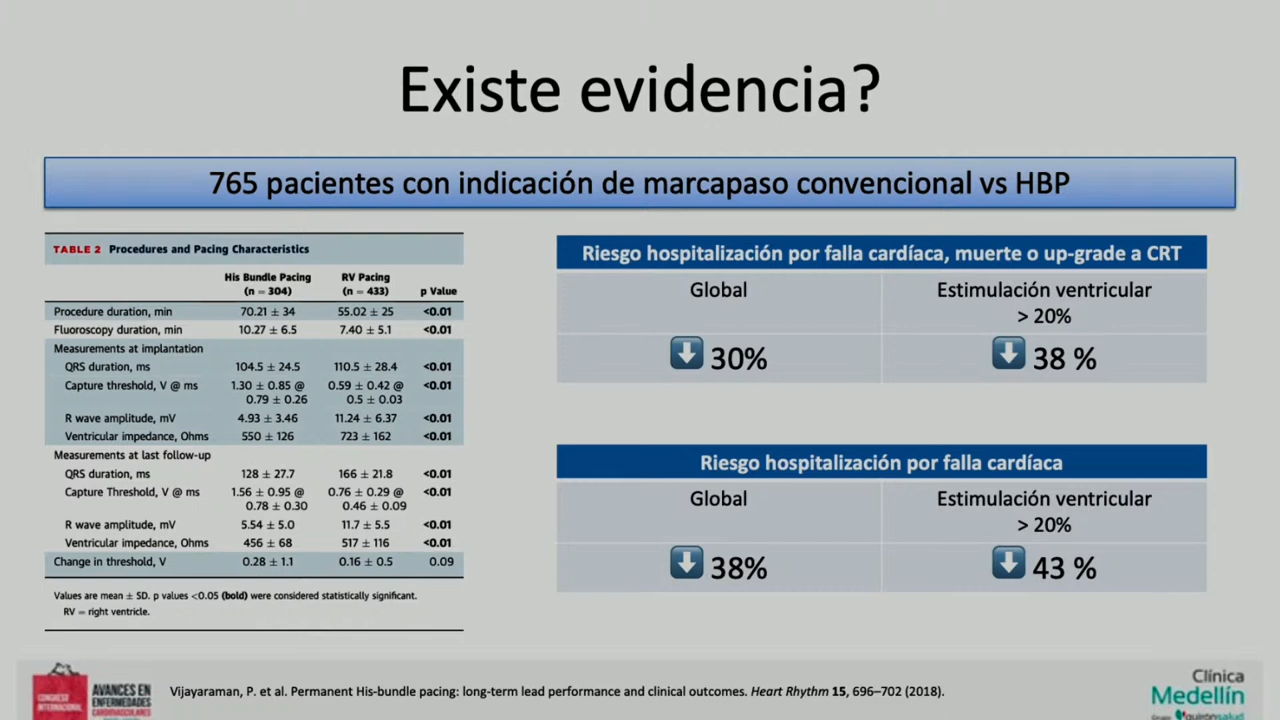 Existe evidencia?
765 pacientes con indicación de marcapaso convencional vs HBP
TABLE 2 Procedures and Pacing Characteristics
His Bundle Pacing RV Pacing
(n = 304) (n = 433) p Value
Procedure duration, min 70.21 ± 34 55.02 ± 25 <0.01
Fluoroscopy duration, min 10.27 ± 6.5 7.40 ± 5.1 <0.01
Measurements at implantation
QRS duration, ms 104.5 ± 24.5 110.5 ± 28.4 <0.01
Capture threshold, V @ ms 1.30 ± 0.85 @ 0.59 ± 0.42 @ <0.01
0.79 ± 0.26 0.5 ± 0.03
R wave amplitude, mV 4.93 ± 3.46 11.24 ± 6.37 <0.01
Ventricular impedance, Ohms 550 ± 126 723 ± 162 <0.01
Measurements at last follow-up
QRS duration, ms 128 ± 27.7 166 ± 21.8 <0.01
Capture Threshold, V @ ms 1.56 ± 0.95 @ 0.76 ± 0.29 @ <0.01
0.78 ± 0.30 0.46 ± 0.09
R wave amplitude, mV 5.54 ± 5.0 11.7 ± 5.5 <0.01
Ventricular impedance, Ohms 456 ± 68 517 ± 116 <0.01
Change in threshold, V 0.28 ± 1.1 0.16 ± 0.5 0.09
Values are mean ± SD. p values <0.05 (bold) were considered statistically significant.
RV = right ventricle.
Riesgo hospitalización por falla cardíaca, muerte o up-grade a CRT
Global Estimulación ventricular
> 20%
30% 38 %
Riesgo hospitalización por falla cardíaca
Global Estimulación ventricular
> 20%
38% 43 %
CONGRESO
INTERNACIONAL
AVANCES EN
ENFERMEDADES
CARDIOVASCULARES
Vijayaraman, P. et al. Permanent His-bundle pacing: long-term lead performance and clinical outcomes. Heart Rhythm 15, 696–702 (2018).
Clínica
Medellín
quirónsalud